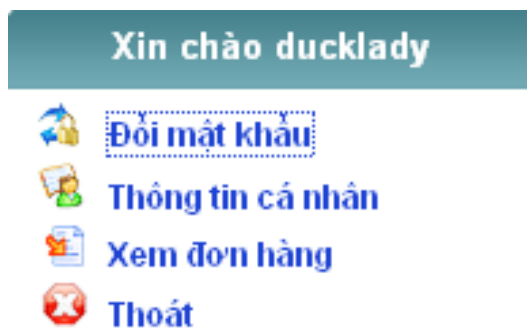 Xin chào ducklady
Đổi mật khẩu
Thông tin cá nhân
Xem đơn hàng
Thoát